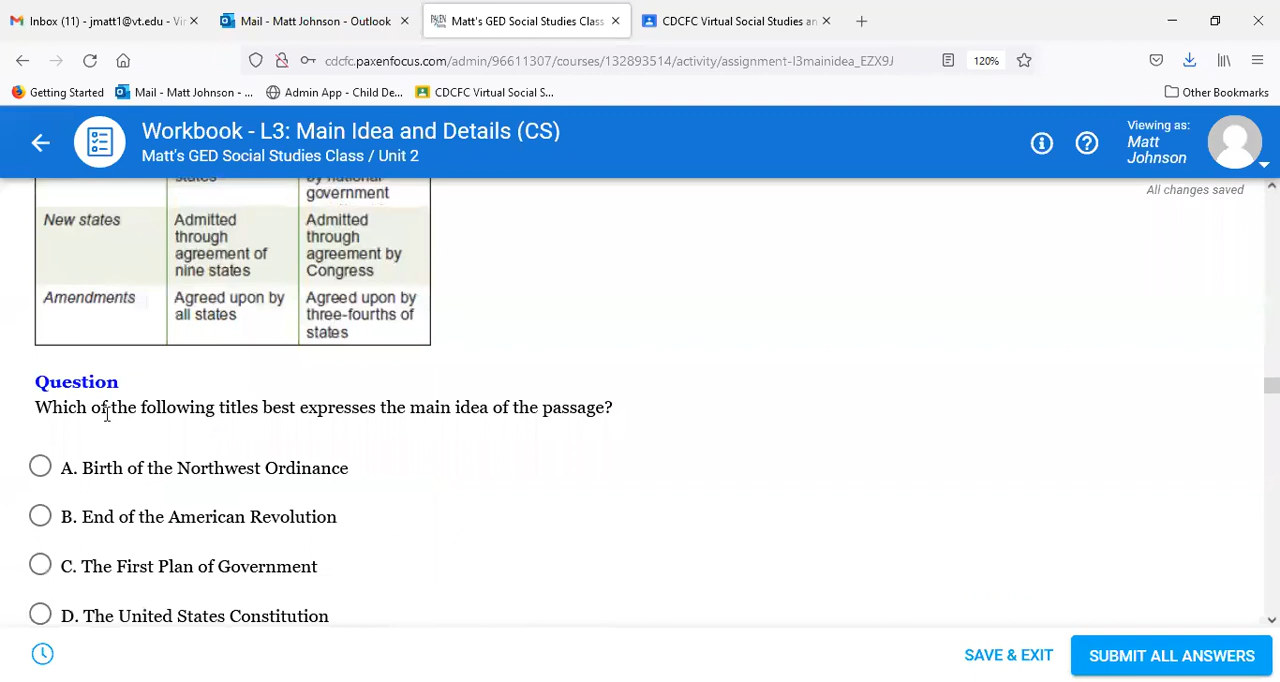 Inbox (11) - jmatt1@vt.edu - Vir
Mail - Matt Johnson - Outlook
PAXEN
Matt's GED Social Studies Class
CDCFC Virtual Social Studies an
cdcfc.paxenfocus.com/admin/96611307/courses/132893514/activity/assignment-l3mainidea_EZX9J
120%
Getting Started
Mail - Matt Johnson - ...
Admin App - Child De...
CDCFC Virtual Social S...
Other Bookmarks
Workbook - L3: Main Idea and Details (CS)
Matt's GED Social Studies Class / Unit 2
Viewing as:
Matt
Johnson
All changes saved
states
by national
government
New states
Admitted
through
agreement of
nine states
Admitted
through
agreement by
Congress
Amendments
Agreed upon by
all states
Agreed upon by
three-fourths of
states
Question
Which of the following titles best expresses the main idea of the passage?
A. Birth of the Northwest Ordinance
B. End of the American Revolution
C. The First Plan of Government
D. The United States Constitution
SAVE & EXIT
SUBMIT ALL ANSWERS